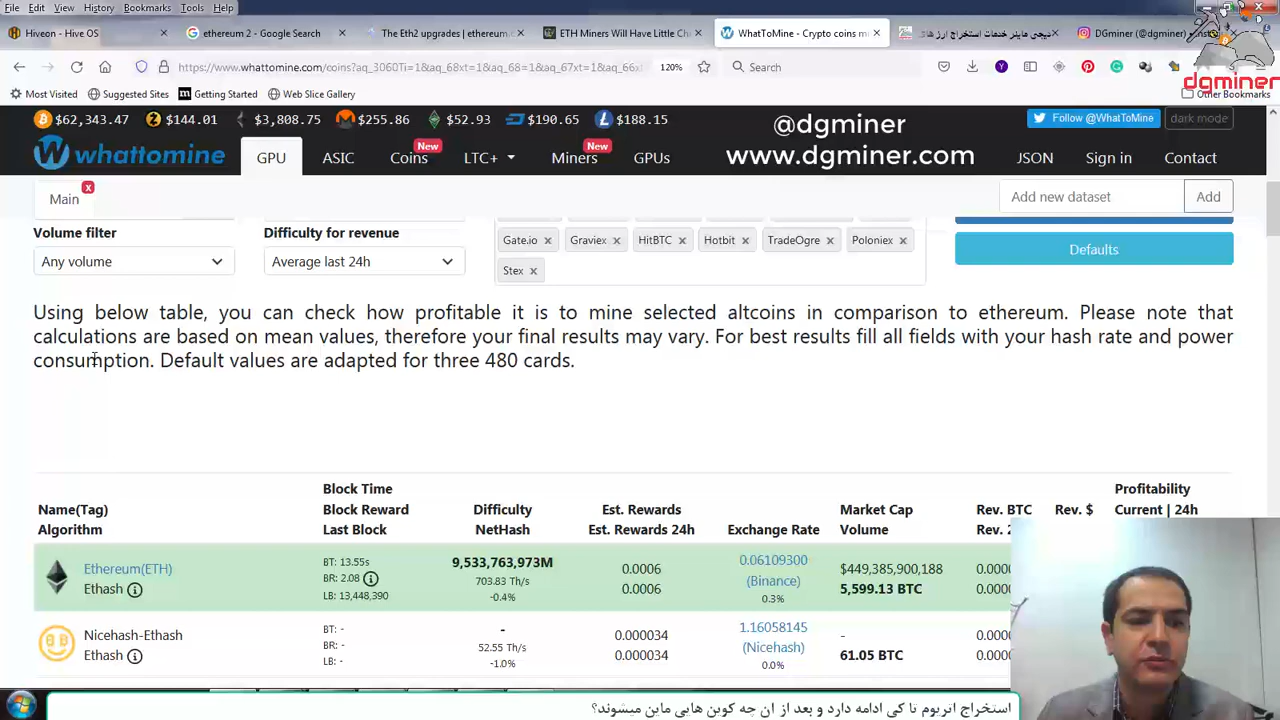 File Edit View History Bookmarks Tools Help
Hiveon - Hive OS × ethereum 2 - Google Search × The Eth2 upgrades | ethereum.c × ETH Miners Will Have Little Ch × WhatToMine - Crypto coins mi × دیجی ماینر خدمات استخراج ارز های × DGminer (@dgminer)
https://www.whattomine.com/coins?aq_3060Ti=1&aq_68xt=1&aq_68=1&aq_67xt=1&aq_66x 120% Search
dgminer
Most Visited Suggested Sites Getting Started Web Slice Gallery Other Bookmarks
$62,343.47 $144.01 $3,808.75 $255.86 $52.93 $190. $188.15 @dgminer Follow @WhatToMine dark mode
whattomine GPU ASIC Coins New LTC+ Miners New GPUs www.dgminer.com JSON Sign in Contact
Main x Add new dataset Add
Volume filter Difficulty for revenue Gate.io × Graviex × HitBTC × Hotbit × TradeOgre × Poloniex ×
Any volume Average last 24h Defaults
Stex ×
Using below table, you can check how profitable it is to mine selected altcoins in comparison to ethereum. Please note that
calculations are based on mean values, therefore your final results may vary. For best results fill all fields with your hash rate and power
consumption. Default values are adapted for three 480 cards.
Name(Tag)
Algorithm
Block Time
Block Reward
Last Block
Difficulty
NetHash
Est. Rewards
Est. Rewards 24h
Exchange Rate
Market Cap
Volume
Rev. BTC
Rev.
Rev. $
Profitability
Current | 24h
Ethereum(ETH)
Ethash
BT: 13.55s
BR: 2.08
LB: 13,448,390
9,533,763,973M
703.83 Th/s
-0.4%
0.0006
0.0006
0.06109300
(Binance)
0.3%
$449,385,900,188
5,599.13 BTC
Nicehash-Ethash
Ethash
BT: -
BR: -
LB: -
-
52.55 Th/s
-1.0%
0.000034
0.000034
1.16058145
(Nicehash)
0.0%
-
61.05 BTC
استخراج اتریوم تا کی ادامه دارد و بعد از ان چه کوین هایی ماین میشوند؟